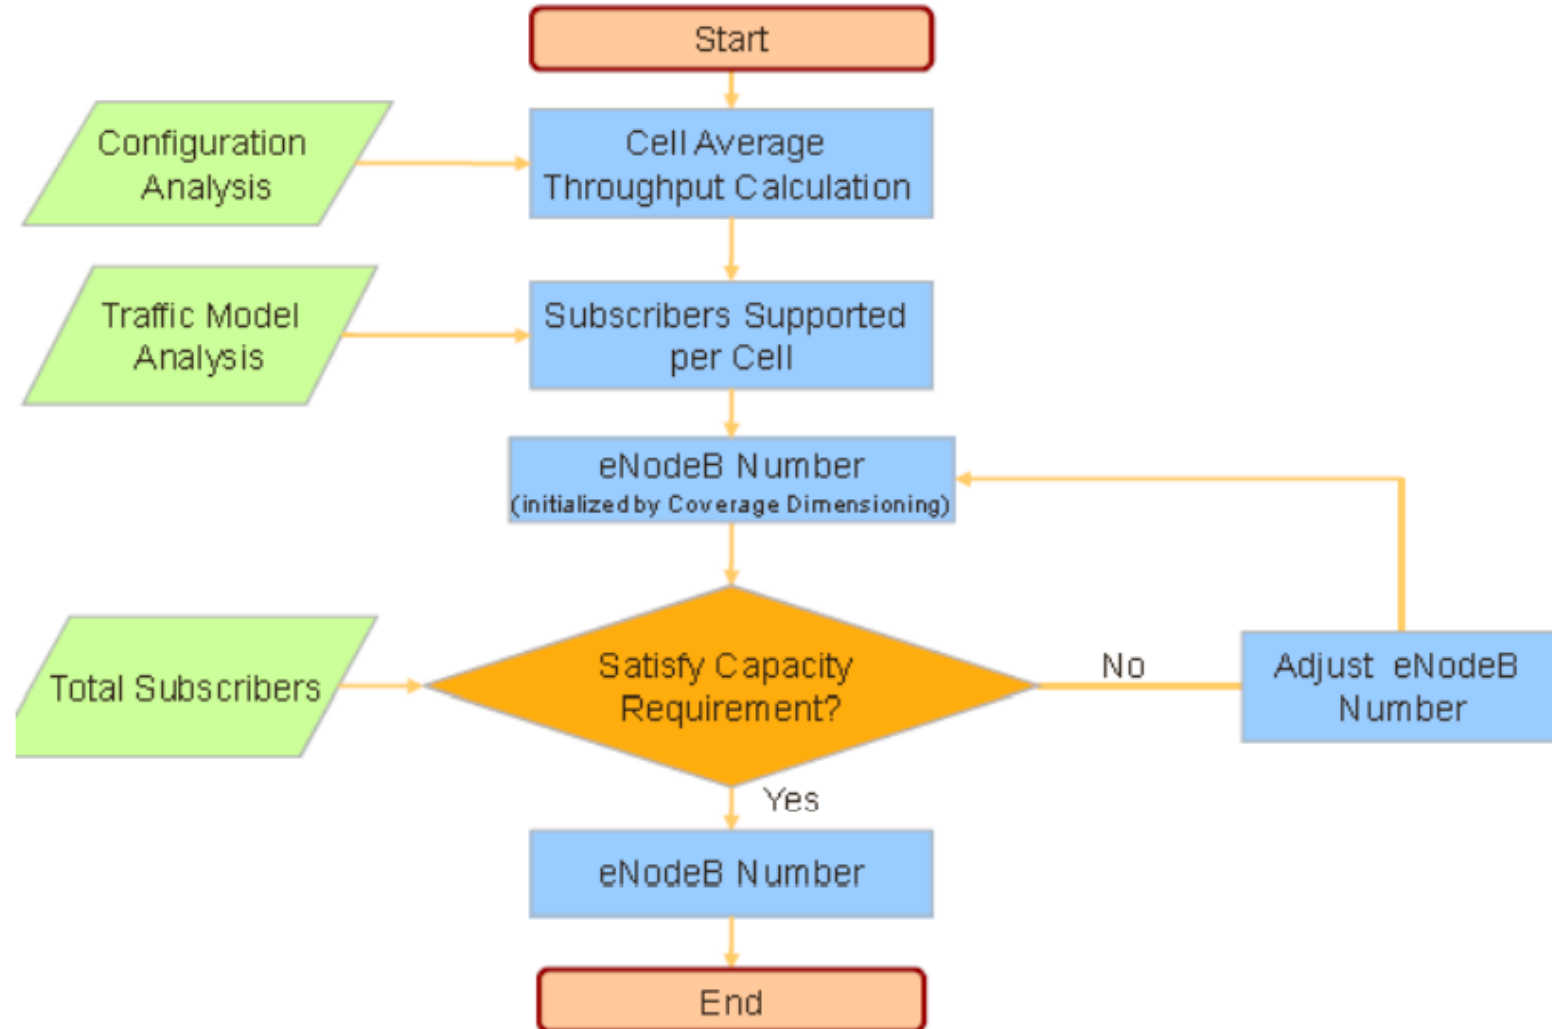 Start
Configuration
Analysis
Cell Average
Throughput Calculation
Traffic Model
Analysis
Subscribers Supported
per Cell
eNodeB Number
(initialized by Coverage Dimensioning)
Total Subscribers
Satisfy Capacity
Requirement?
No
Adjust eNodeB
Number
Yes
eNodeB Number
End